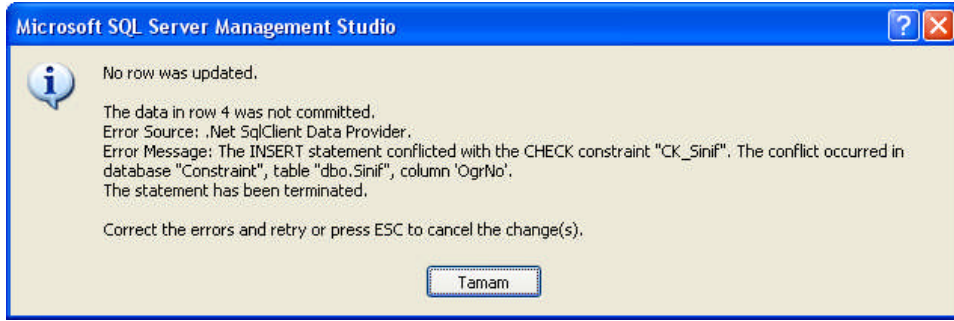 Microsoft SQL Server Management Studio
No row was updated.
The data in row 4 was not committed.
Error Source: .Net SqlClient Data Provider.
Error Message: The INSERT statement conflicted with the CHECK constraint "CK_Sinif". The conflict occurred in
database "Constraint", table "dbo.Sinif", column 'OgrNo'.
The statement has been terminated.
Correct the errors and retry or press ESC to cancel the change(s).
Tamam